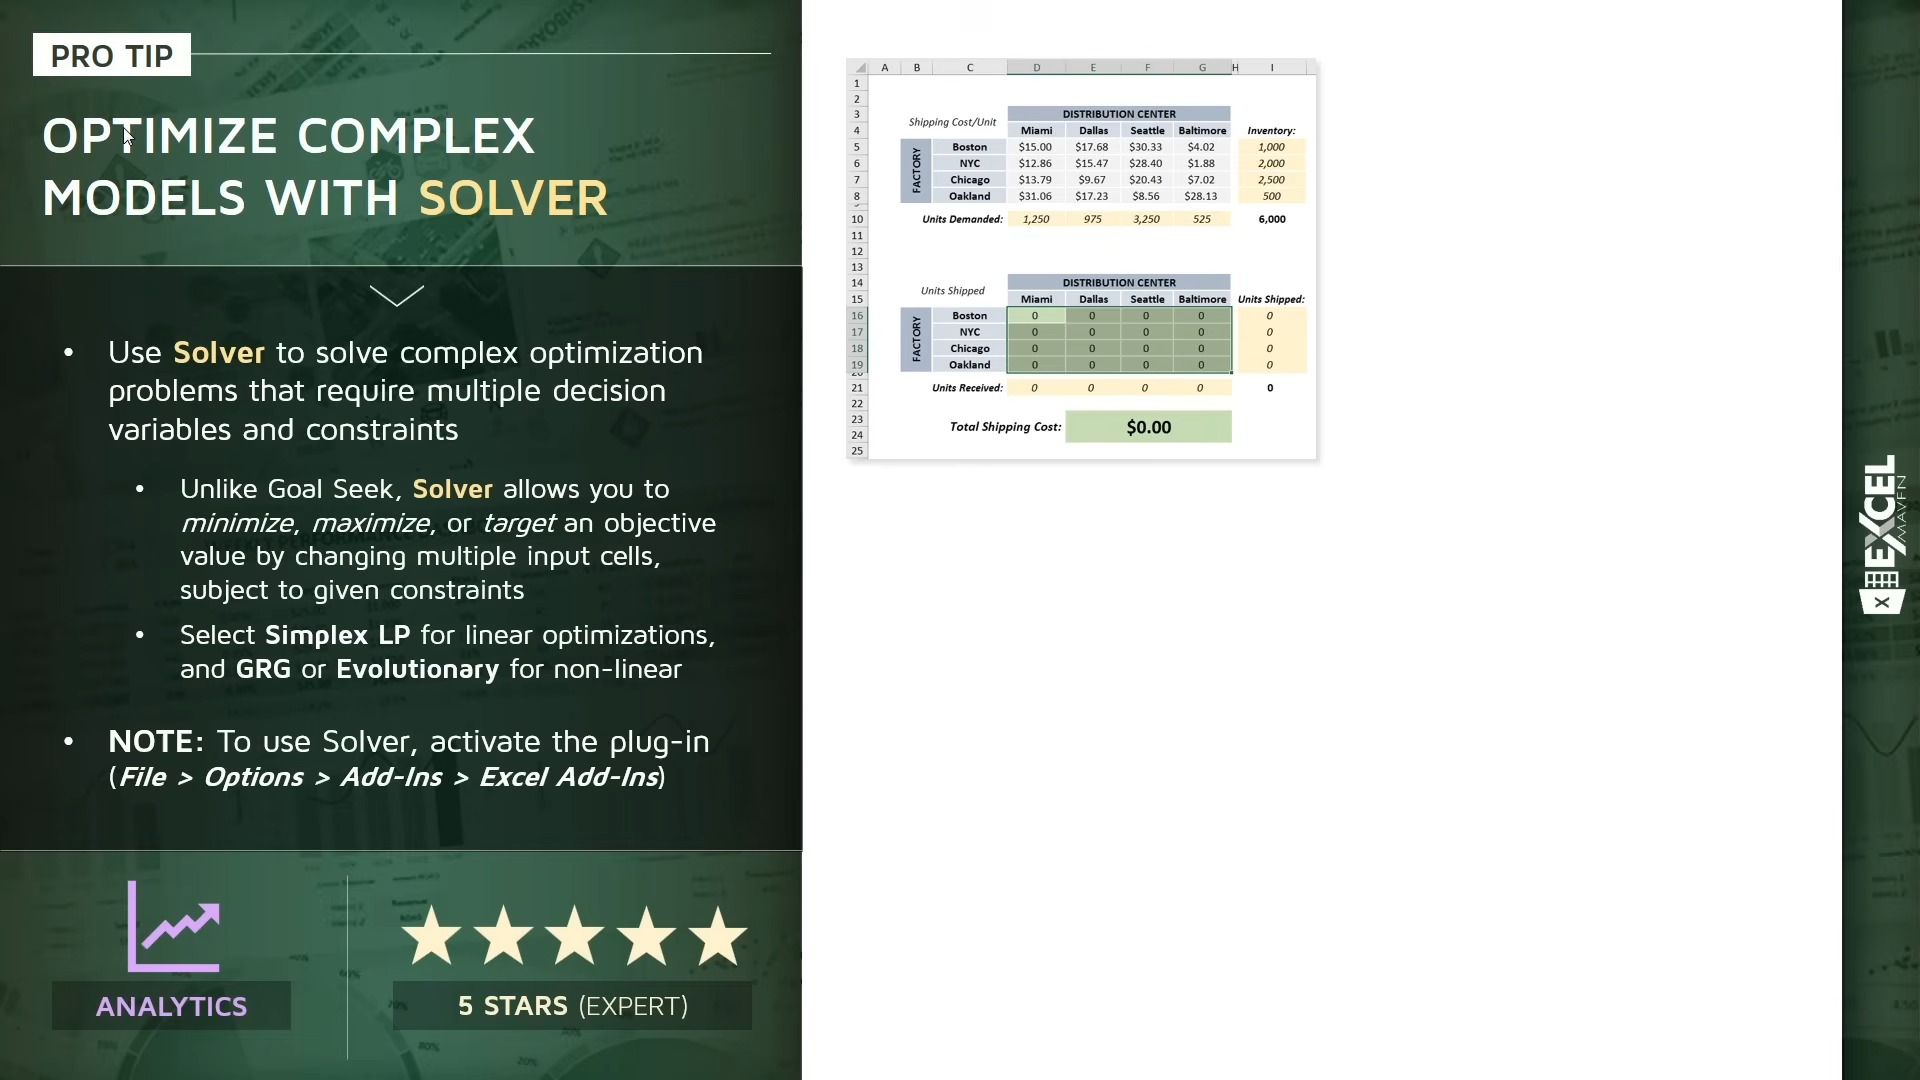 PRO TIP
OPTIMIZE COMPLEX
MODELS WITH SOLVER
• Use Solver to solve complex optimization
problems that require multiple decision
variables and constraints
• Unlike Goal Seek, Solver allows you to
minimize, maximize, or target an objective
value by changing multiple input cells,
subject to given constraints
• Select Simplex LP for linear optimizations,
and GRG or Evolutionary for non-linear
• NOTE: To use Solver, activate the plug-in
(File > Options > Add-Ins > Excel Add-Ins)
ANALYTICS
5 STARS (EXPERT)
A B C D E F G H I
1
2
3 DISTRIBUTION CENTER
Shipping Cost/Unit
4 Miami Dallas Seattle Baltimore Inventory:
FACTORY
5 Boston $15.00 $17.68 $30.33 $4.02 1,000
6 NYC $12.86 $15.47 $28.40 $1.88 2,000
7 Chicago $13.79 $9.67 $20.43 $7.02 2,500
8 Oakland $31.06 $17.23 $8.56 $28.13 500
10 Units Demanded: 1,250 975 3,250 525 6,000
11
12
13
14 DISTRIBUTION CENTER
Units Shipped
15 Miami Dallas Seattle Baltimore Units Shipped:
FACTORY
16 Boston 0 0 0 0 0
17 NYC 0 0 0 0 0
18 Chicago 0 0 0 0 0
19 Oakland 0 0 0 0 0
21 Units Received: 0 0 0 0 0
22
23
Total Shipping Cost: $0.00
24
25
EXCEL
MAVEN
X